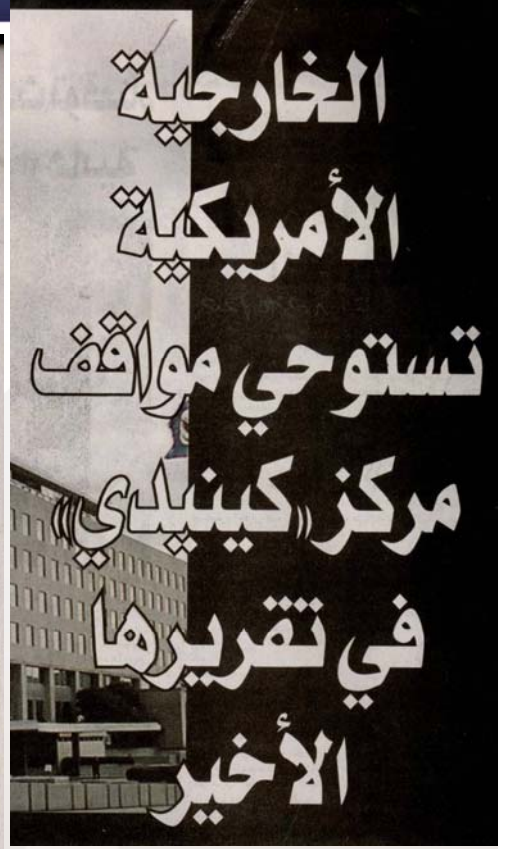 الخارجية
الأمريكية
تستوحي مواقف
مركز «كينيدي»
في تقريرها
الأخير